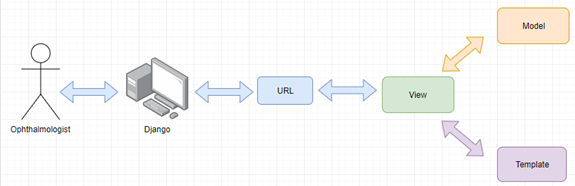 Ophthalmologist
Django
URL
View
Model
Template